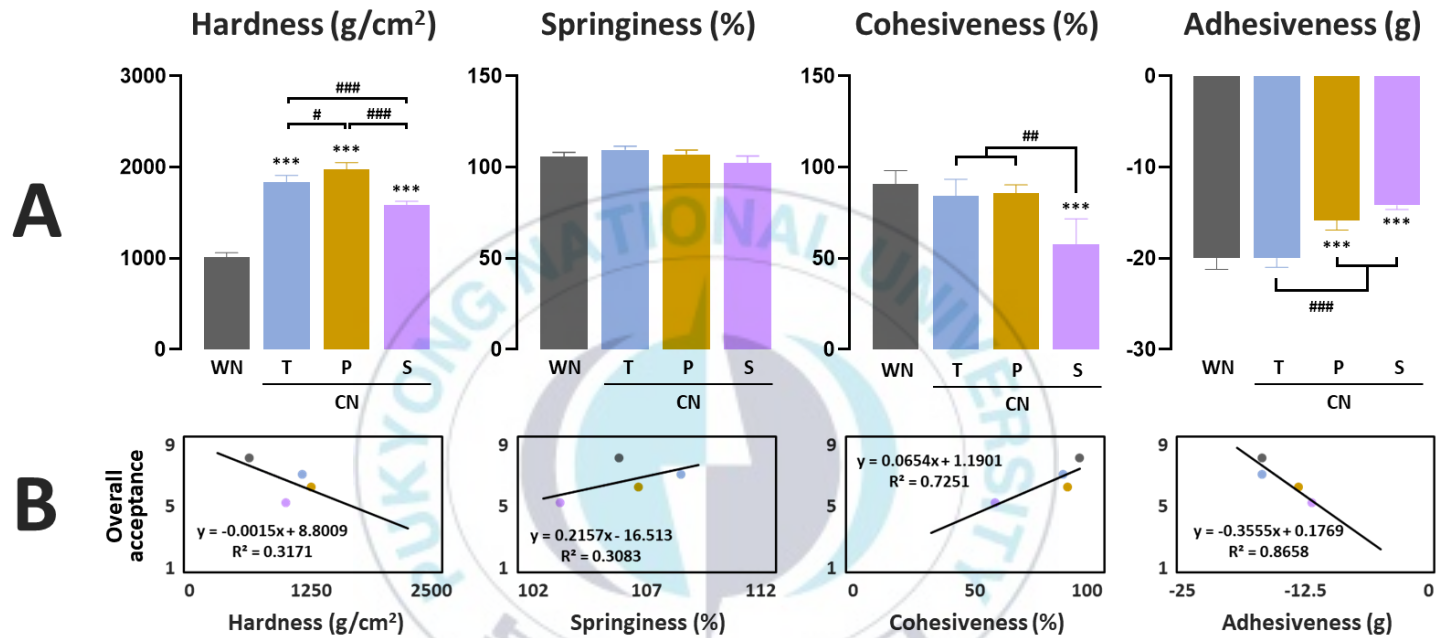 Hardness (g/cm²) Springiness (%) Cohesiveness (%) Adhesiveness (g)
A
3000
2000
1000
0
###
# ###
*** *** ***
WN T P S
CN
150
100
50
0
WN T P S
CN
150
100
50
0
##
***
WN T P S
CN
-0
-10
-20
-30
*** ***
###
WN T P S
CN
PUKYONG NATIONAL UNIVERSITY
B
Overall
acceptance
9
5
1
y = -0.0015x + 8.8009
R² = 0.3171
0 1250 2500
Hardness (g/cm²)
9
5
1
y = 0.2157x - 16.513
R² = 0.3083
102 107 112
Springiness (%)
9
5
1
y = 0.0654x + 1.1901
R² = 0.7251
0 50 100
Cohesiveness (%)
9
5
1
y = -0.3555x + 0.1769
R² = 0.8658
-25 -12.5 0
Adhesiveness (g)